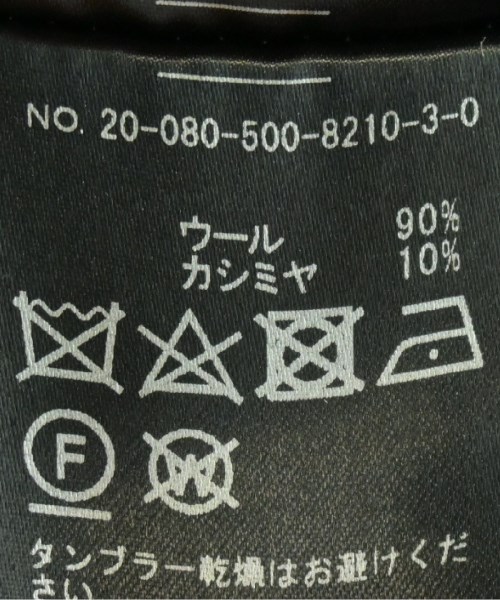 NO. 20-080-500-8210-3-0
ウール 90%
カシミヤ 10%
F W
タンブラー乾燥はお避けくだ
さい